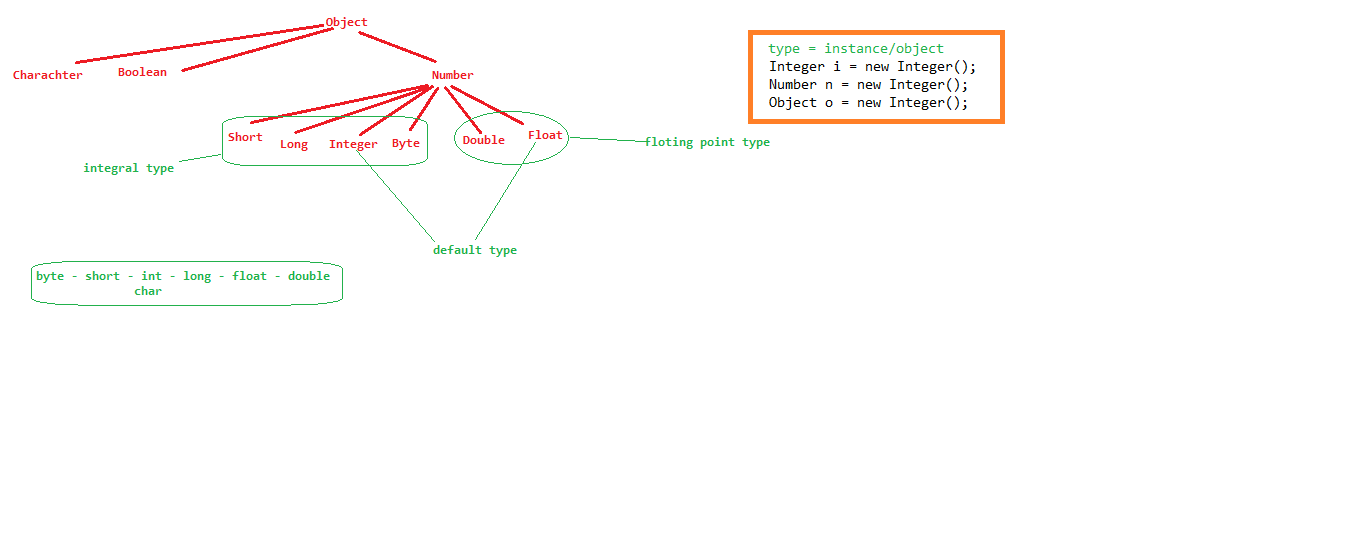 Object
Charachter
Boolean
Number
Short
Long
Integer
Byte
Double
Float
integral type
floting point type
default type
byte - short - int - long - float - double
char
type = instance/object
Integer i = new Integer();
Number n = new Integer();
Object o = new Integer();